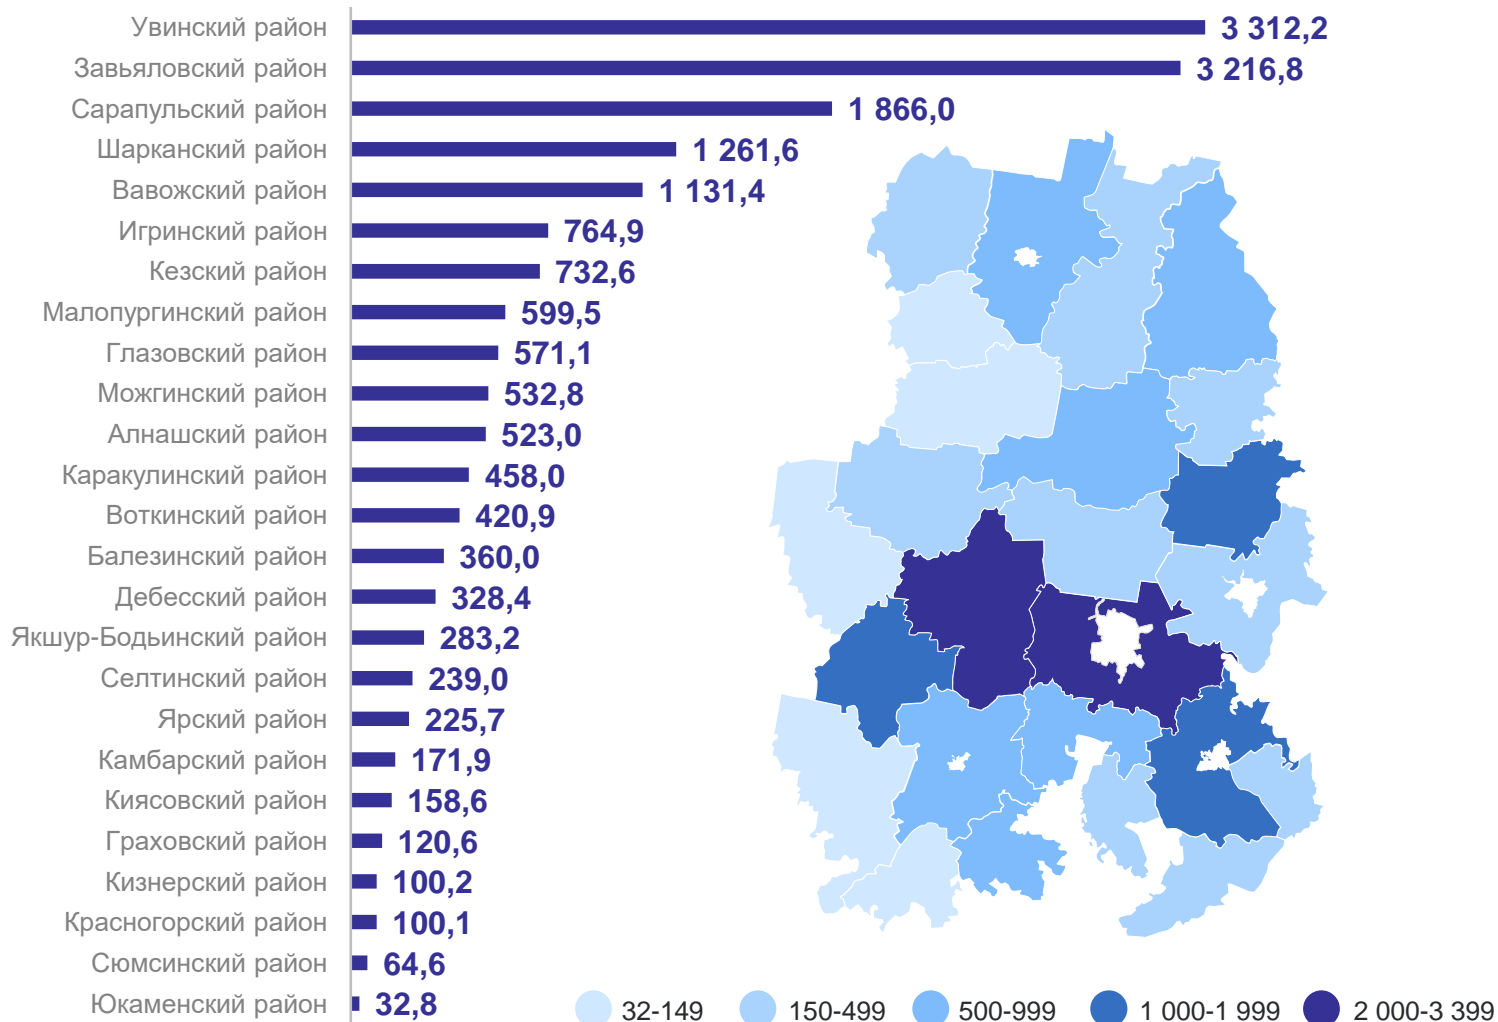 Увинский район 3 312,2
Завьяловский район 3 216,8
Сарапульский район 1 866,0
Шарканский район 1 261,6
Вавожский район 1 131,4
Игринский район 764,9
Кезский район 732,6
Малопургинский район 599,5
Глазовский район 571,1
Можгинский район 532,8
Алнашский район 523,0
Каракулинский район 458,0
Воткинский район 420,9
Балезинский район 360,0
Дебесский район 328,4
Якшур-Бодьинский район 283,2
Селтинский район 239,0
Ярский район 225,7
Камбарский район 171,9
Киясовский район 158,6
Граховский район 120,6
Кизнерский район 100,2
Красногорский район 100,1
Сюмсинский район 64,6
Юкаменский район 32,8
32-149 150-499 500-999 1 000-1 999 2 000-3 399